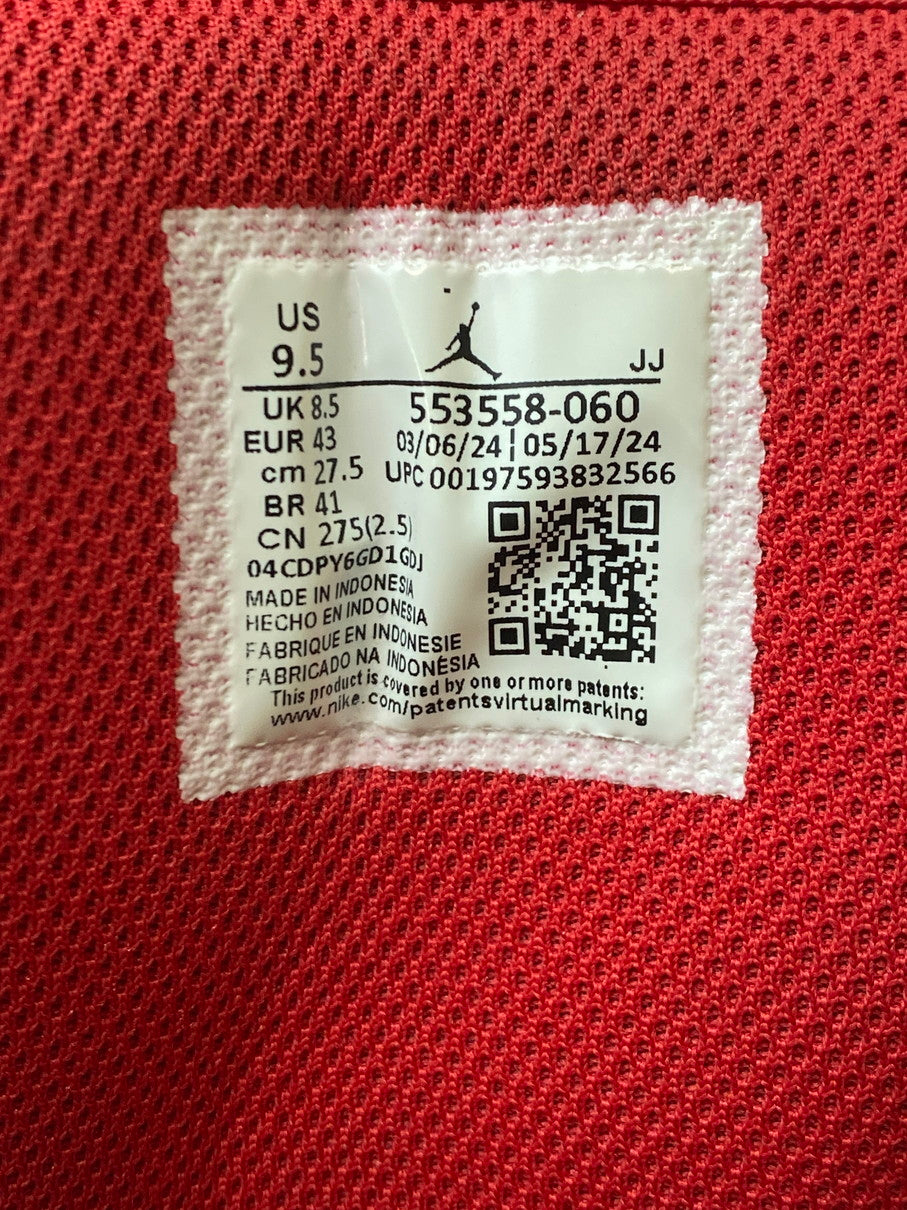 US
9.5 JJ
UK 8.5 553558-060
EUR 43 03/06/24 | 05/17/24
cm 27.5 UPC 00197593832566
BR 41
CN 275(2.5)
04CDPY6GD1GDJ
MADE IN INDONESIA
HECHO EN INDONESIA
FABRIQUE EN INDONESIE
FABRICADO NA INDONÉSIA
This product is covered by one or more patents:
www.nike.com/patentsvirtualmarking